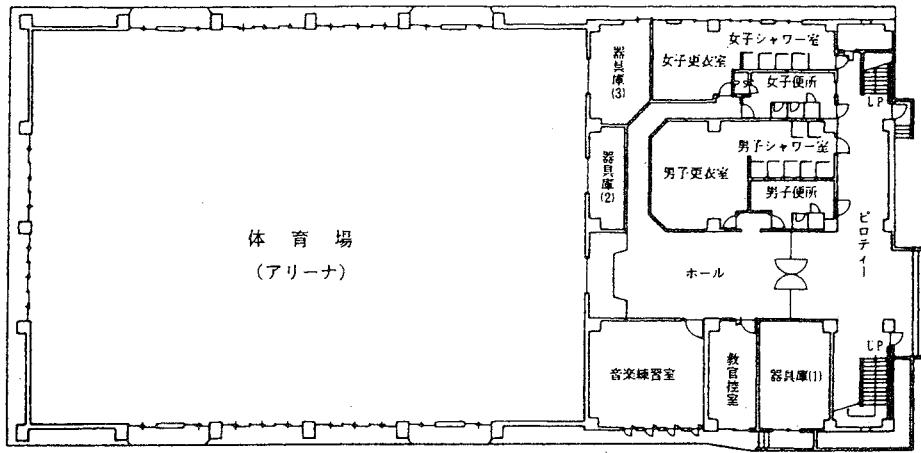 体育場
(アリーナ)
器具庫
(3)
器具庫
(2)
女子シャワー室
女子更衣室
女子便所
男子シャワー室
男子更衣室
男子便所
UP
ピロティー
ホール
音楽練習室
教官控室
器具庫(1)
UP